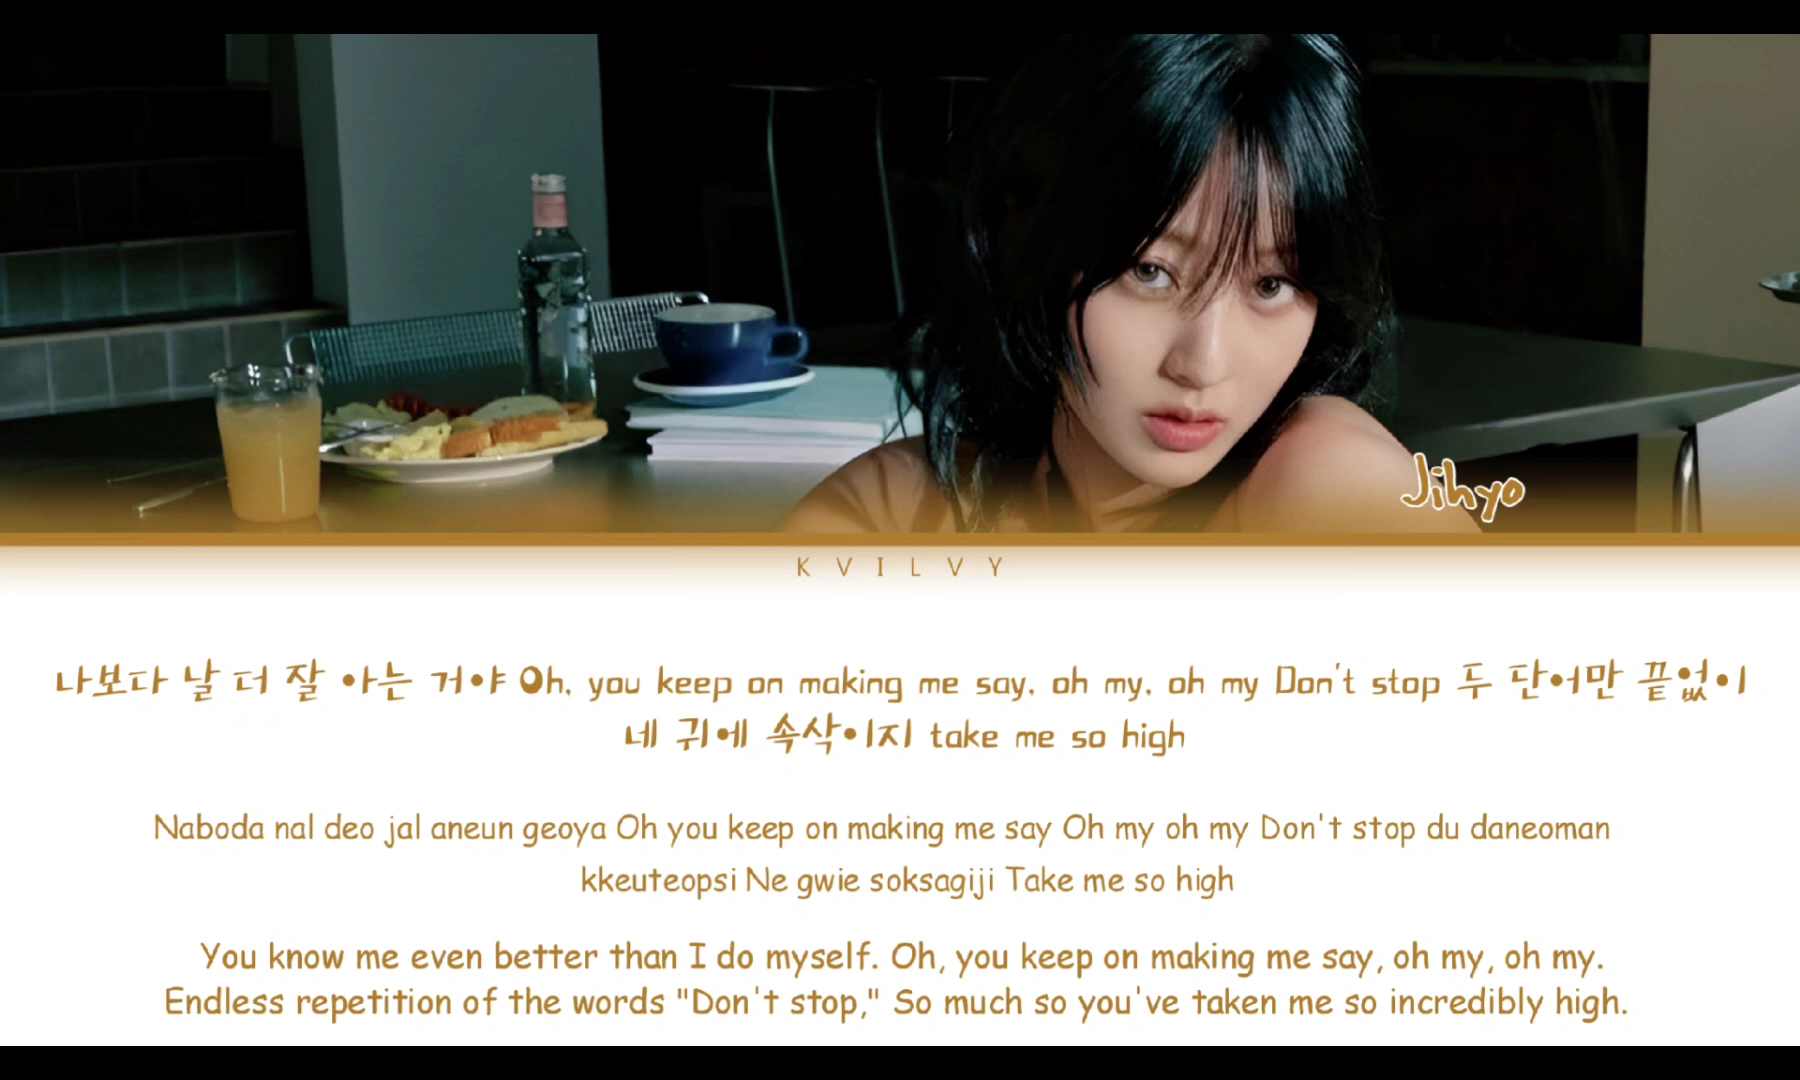 Jihyo
KVILVY
나보다 날 더 잘 아는 거야 Oh, you keep on making me say, oh my, oh my Don't stop 두 단어만 끝없이
네 귀에 속삭이지 take me so high
Naboda nal deo jal aneun geoya Oh you keep on making me say Oh my oh my Don't stop du daneoman
kkeuteopsi Ne gwie soksagiji Take me so high
You know me even better than I do myself. Oh, you keep on making me say, oh my, oh my.
Endless repetition of the words "Don't stop," So much so you've taken me so incredibly high.